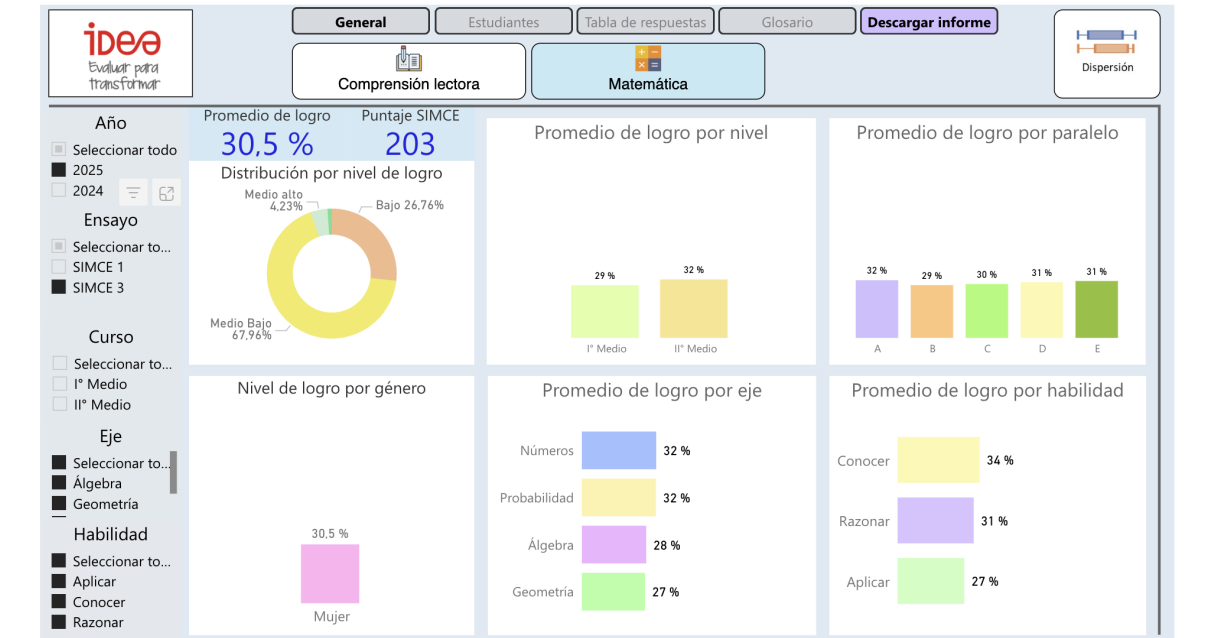 idea
Evaluar para
transformar
General
Estudiantes
Tabla de respuestas
Glosario
Descargar informe
Comprensión lectora
Matemática
Dispersión
Año
Seleccionar todo
2025
2024
Ensayo
Seleccionar to...
SIMCE 1
SIMCE 3
Curso
Seleccionar to...
I° Medio
II° Medio
Eje
Seleccionar to...
Álgebra
Geometría
Habilidad
Seleccionar to...
Aplicar
Conocer
Razonar
Promedio de logro
30,5 %
Puntaje SIMCE
203
Distribución por nivel de logro
Medio alto
4,23%
Bajo 26,76%
Medio Bajo
67,96%
Promedio de logro por nivel
29 %
32 %
I° Medio
II° Medio
Promedio de logro por paralelo
32 %
29 %
30 %
31 %
31 %
A
B
C
D
E
Nivel de logro por género
30,5 %
Mujer
Promedio de logro por eje
Números
32 %
Probabilidad
32 %
Álgebra
28 %
Geometría
27 %
Promedio de logro por habilidad
Conocer
34 %
Razonar
31 %
Aplicar
27 %